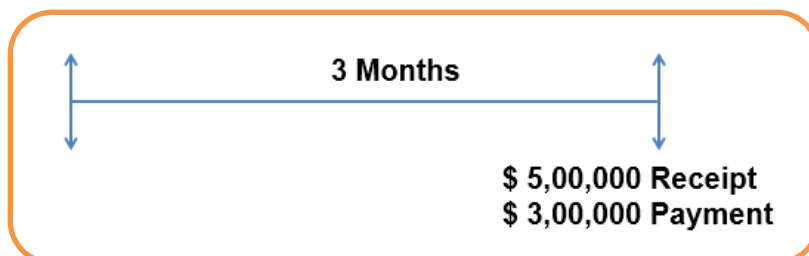 3 Months
$ 5,00,000 Receipt
$ 3,00,000 Payment